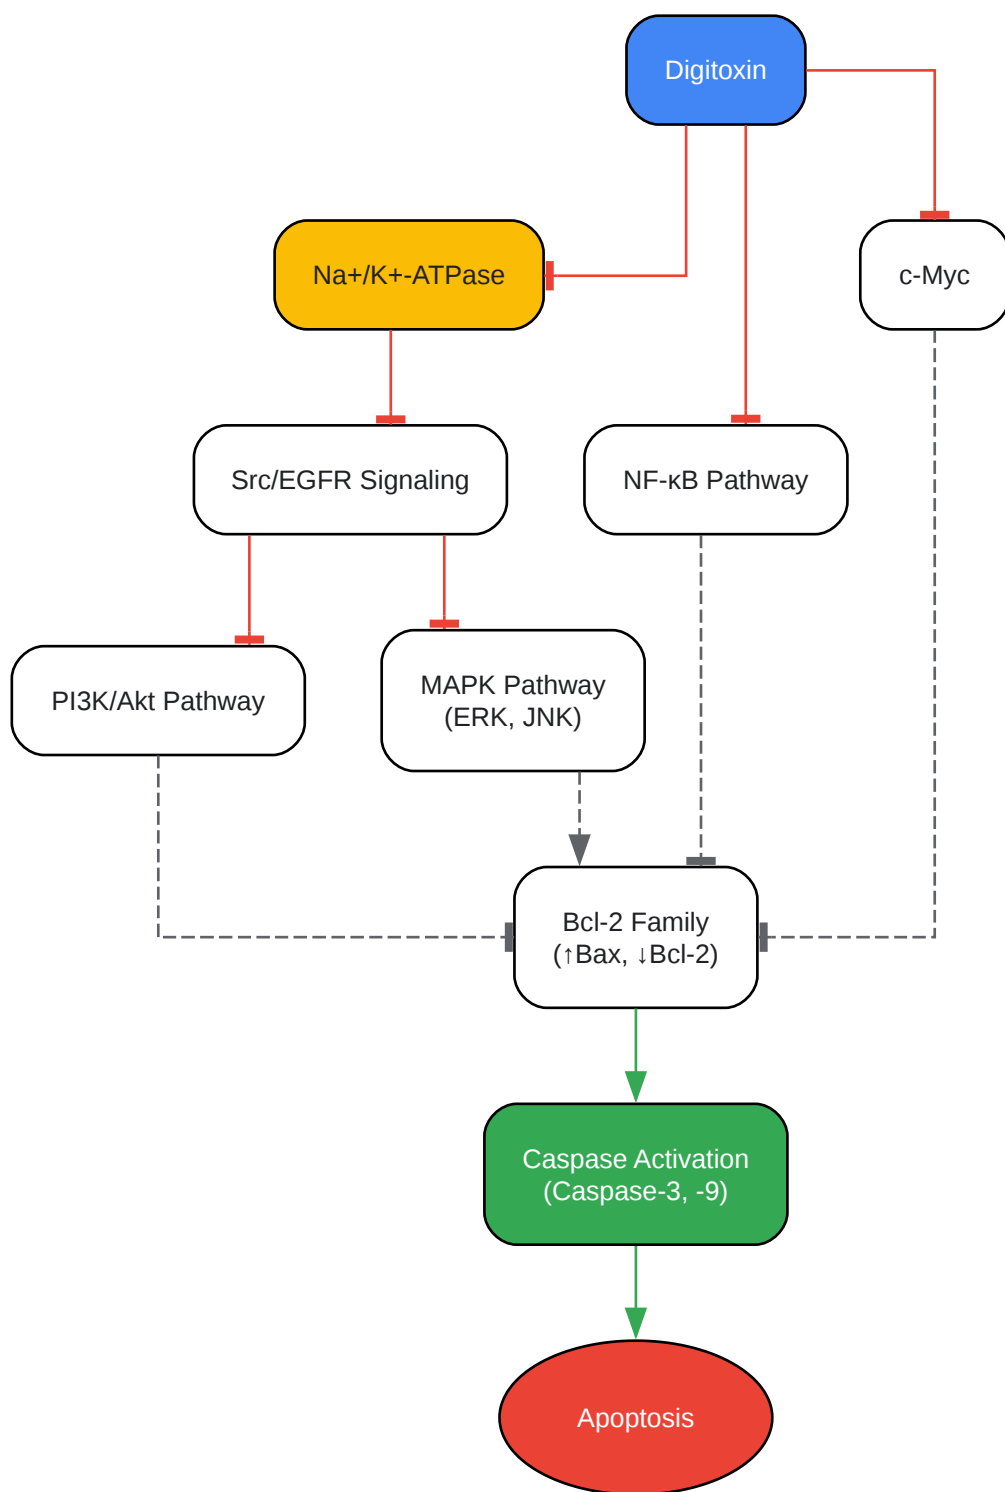 Digitoxin
Na+/K+-ATPase
c-Myc
Src/EGFR Signaling
NF-κB Pathway
PI3K/Akt Pathway
MAPK Pathway
(ERK, JNK)
Bcl-2 Family
(↑Bax, ↓Bcl-2)
Caspase Activation
(Caspase-3, -9)
Apoptosis